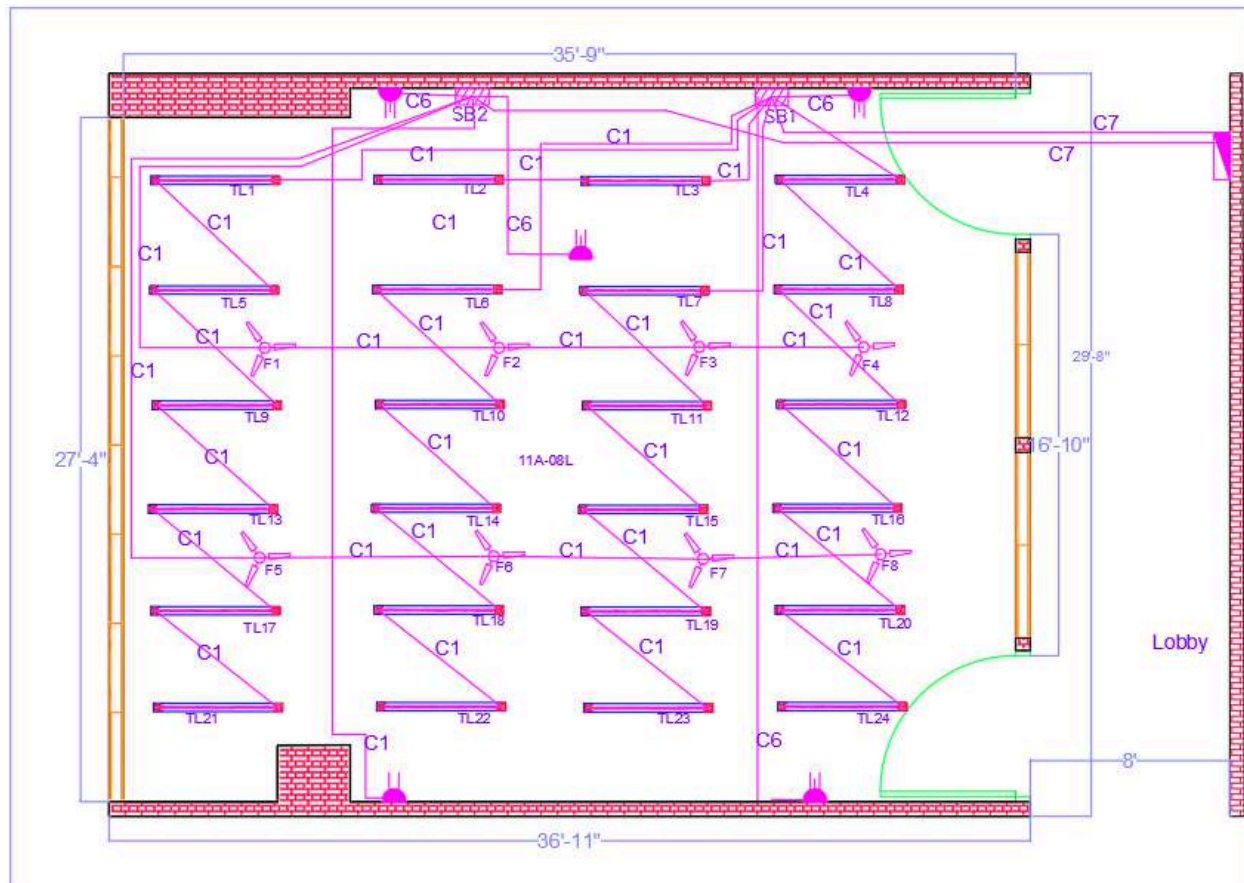 35'-9"
C6
SB2
SB1
C6
C7
C1
C1
C7
C1
C1
TL1
TL2
TL3
TL4
C1
C1
C6
C1
C1
C1
TL5
TL6
TL7
TL8
C1
C1
C1
C1
C1
C1
C1
F1
F2
F3
F4
29'-8"
C1
TL9
TL10
TL11
TL12
27'-4"
C1
C1
11A-08L
C1
C1
16'-10"
TL13
TL14
TL15
TL16
C1
C1
C1
C1
C1
C1
C1
F5
F6
F7
F8
TL17
TL18
TL19
TL20
C1
C1
C1
C1
Lobby
TL21
TL22
TL23
TL24
C1
C6
8'
36'-11"